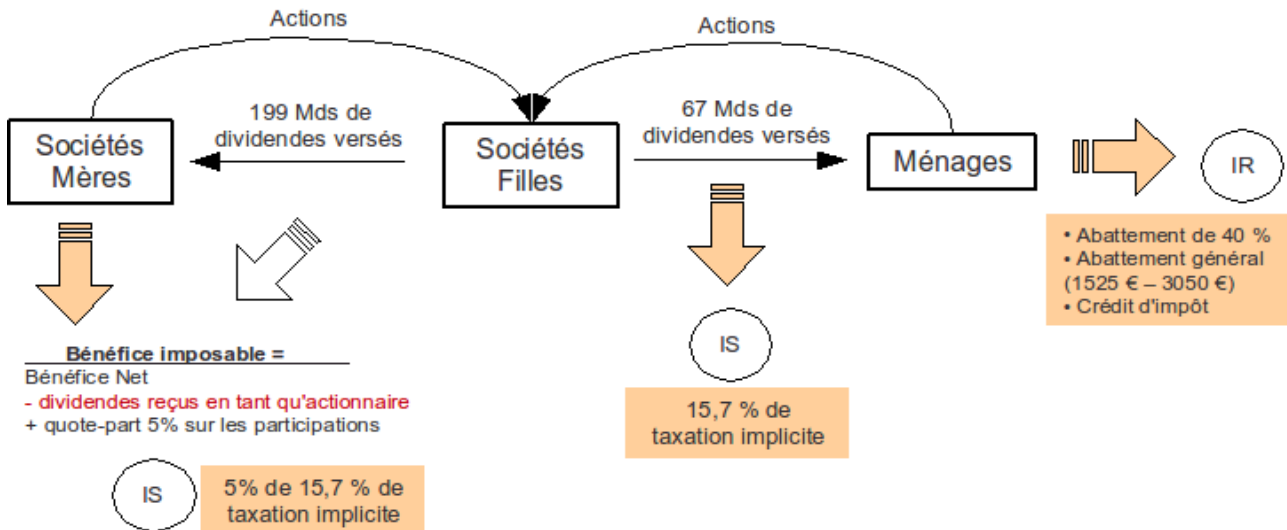 Actions
Actions
199 Mds de
dividendes versés
67 Mds de
dividendes versés
Sociétés
Mères
Sociétés
Filles
Ménages
IR
• Abattement de 40 %
• Abattement général
(1525 € – 3050 €)
• Crédit d'impôt
Bénéfice imposable =
Bénéfice Net
- dividendes reçus en tant qu'actionnaire
+ quote-part 5% sur les participations
IS
15,7 % de
taxation implicite
IS
5% de 15,7 % de
taxation implicite